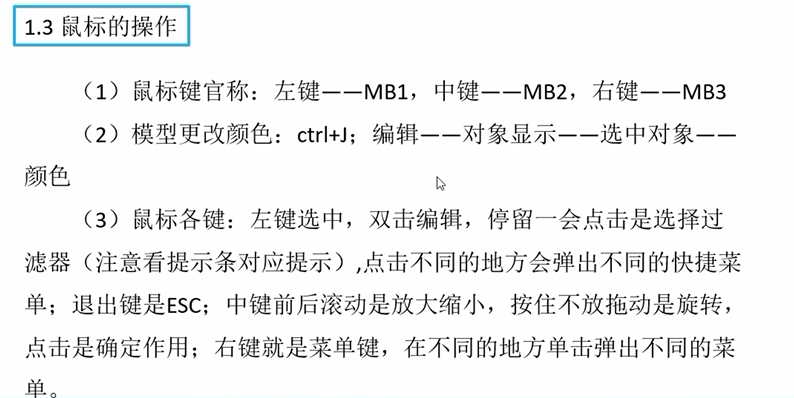 1.3 鼠标的操作
（1）鼠标键官称：左键——MB1，中键——MB2，右键——MB3
（2）模型更改颜色：ctrl+J；编辑——对象显示——选中对象——
颜色
（3）鼠标各键：左键选中，双击编辑，停留一会点击是选择过
滤器（注意看提示条对应提示）,点击不同的地方会弹出不同的快捷菜
单；退出键是ESC；中键前后滚动是放大缩小，按住不放拖动是旋转，
点击是确定作用；右键就是菜单键，在不同的地方单击弹出不同的菜
单。